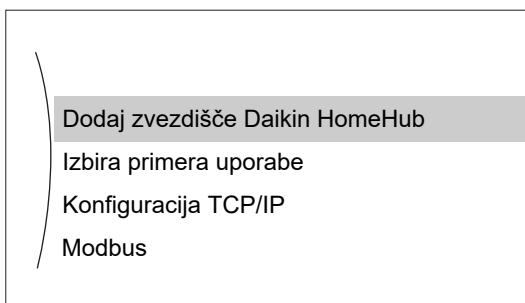 Dodaj zvezdišče Daikin HomeHub
Izbira primera uporabe
Konfiguracija TCP/IP
Modbus